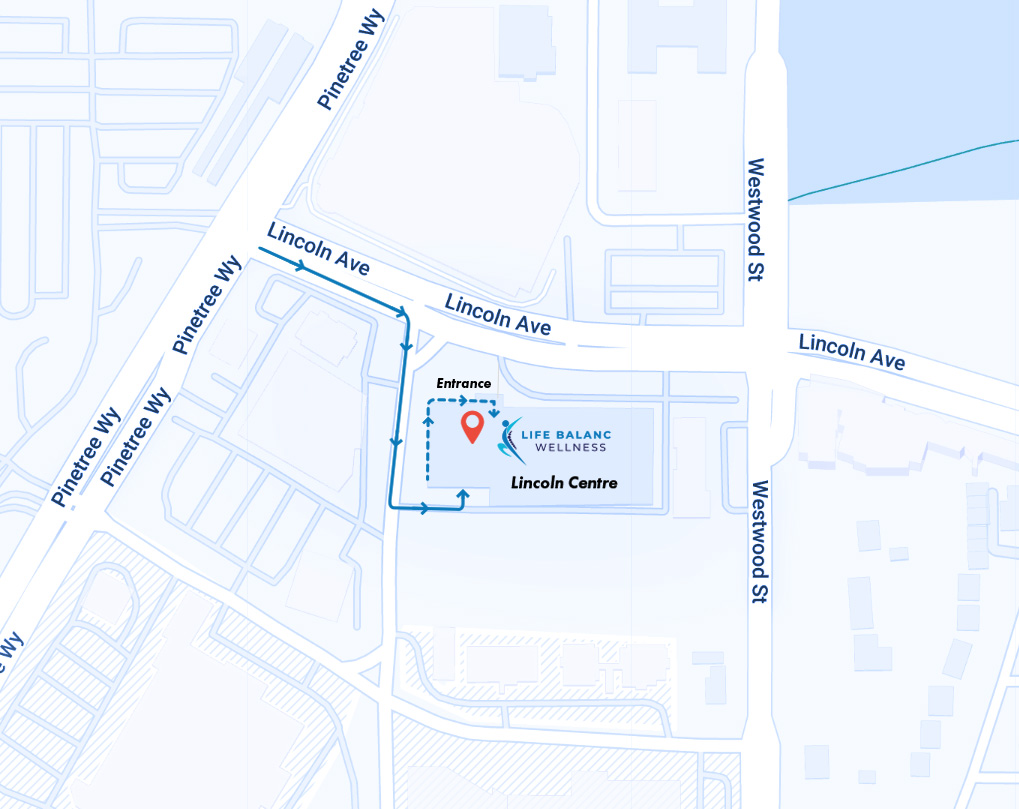 Pinetree Wy
Westwood St
Lincoln Ave
Pinetree Wy
Lincoln Ave
Lincoln Ave
Entrance
Pinetree Wy
Pinetree Wy
LIFE BALANC
WELLNESS
Lincoln Centre
Westwood St
ee Wy